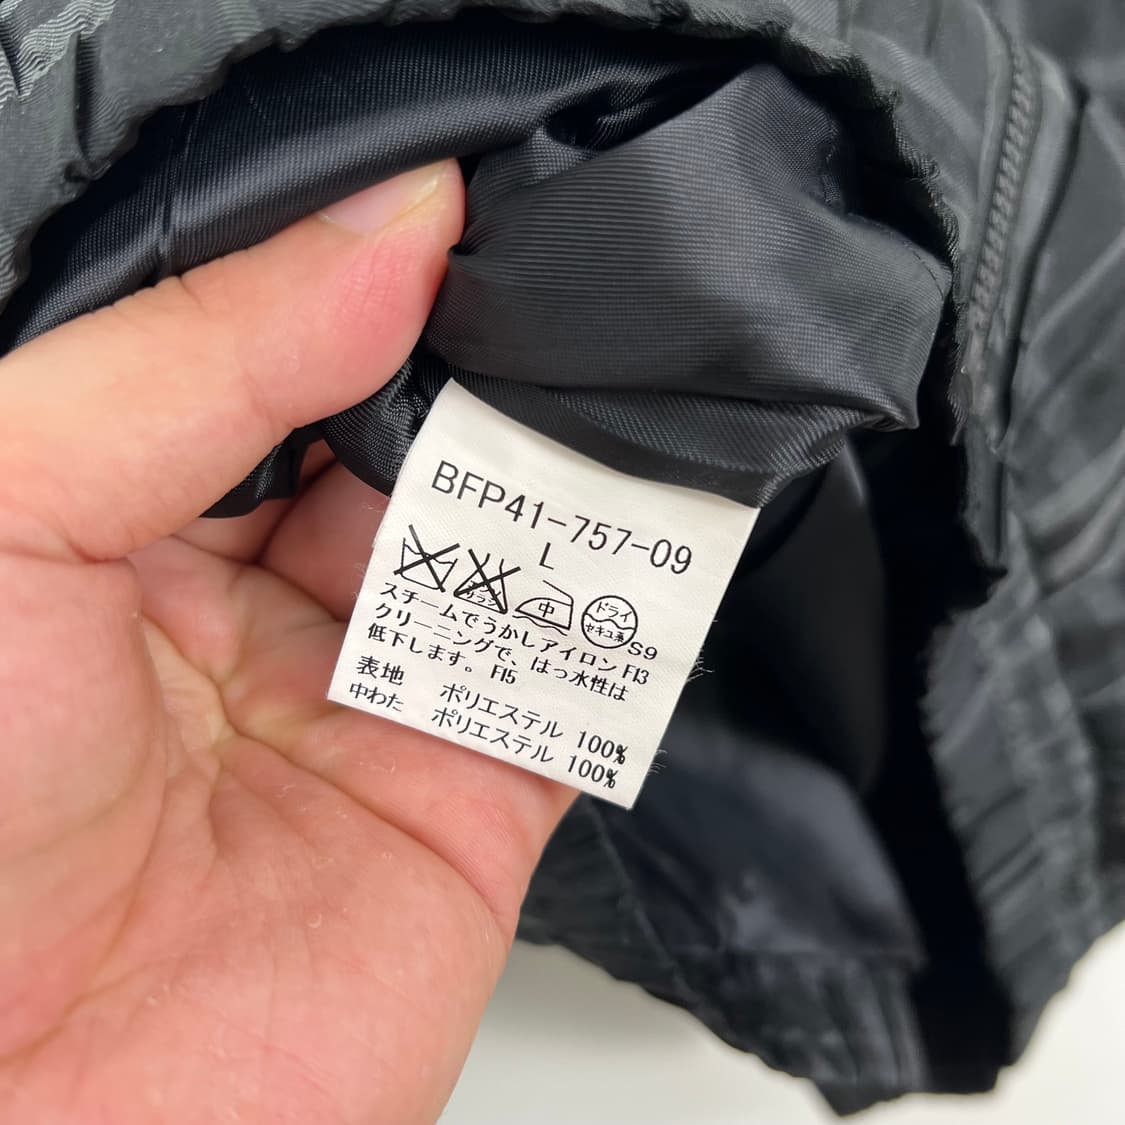 BFP41-757-09
L
中 ドライ セキユ系 S9
スチームでうかしアイロン F13
クリーニングで、はっ水性は
低下します。 F15
表地 ポリエステル 100%
中わた ポリエステル 100%